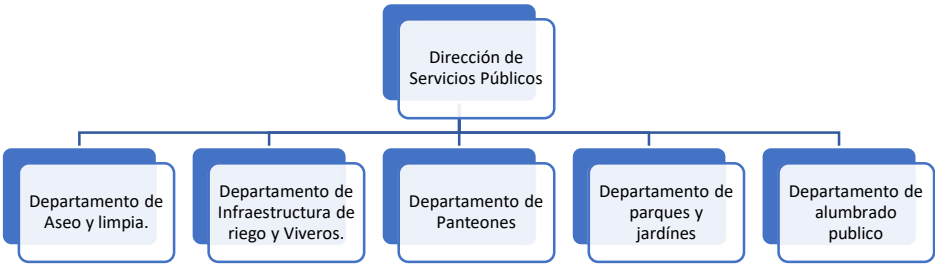 Dirección de
Servicios Públicos
Departamento de
Aseo y limpia.
Departamento de
Infraestructura de
riego y Viveros.
Departamento de
Panteones
Departamento de
parques y
jardínes
Departamento de
alumbrado
publico